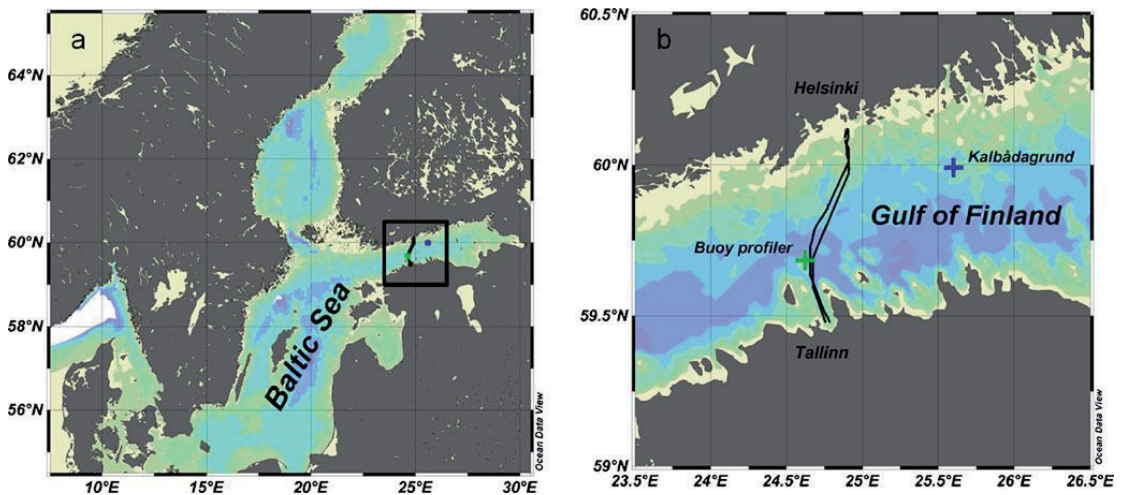 a
64°N
62°N
60°N
58°N
56°N
10°E
15°E
20°E
25°E
30°E
Baltic Sea
Ocean Data View
b
60.5°N
60°N
59.5°N
59°N
23.5°E
24°E
24.5°E
25°E
25.5°E
26°E
26.5°E
Helsinki
Kalbådagrund
Gulf of Finland
Buoy profiler
Tallinn
Ocean Data View